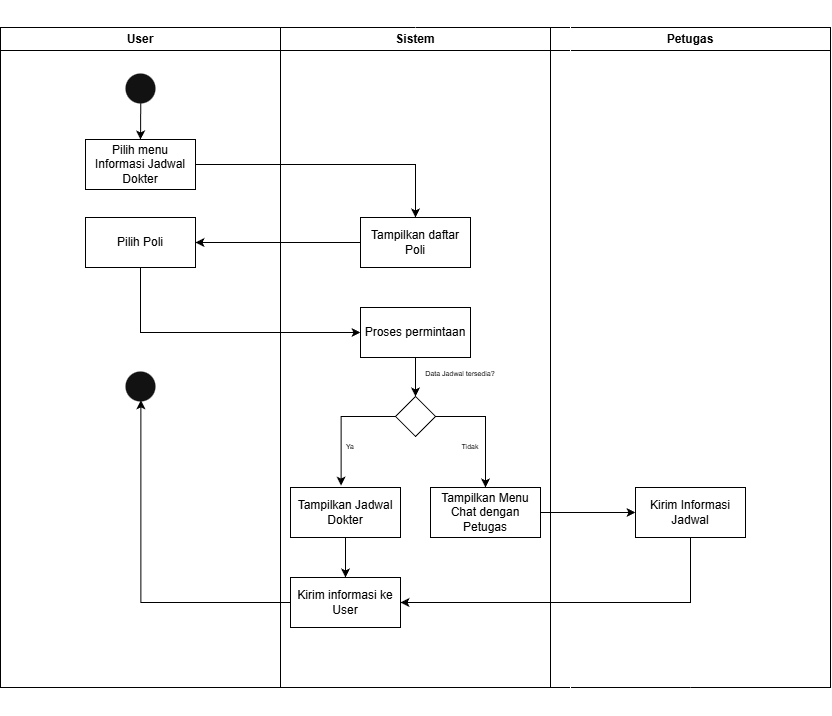 User
Sistem
Petugas
Pilih menu
Informasi Jadwal
Dokter
Pilih Poli
Tampilkan daftar
Poli
Proses permintaan
Data Jadwal tersedia?
Ya
Tidak
Tampilkan Jadwal
Dokter
Tampilkan Menu
Chat dengan
Petugas
Kirim Informasi
Jadwal
Kirim informasi ke
User